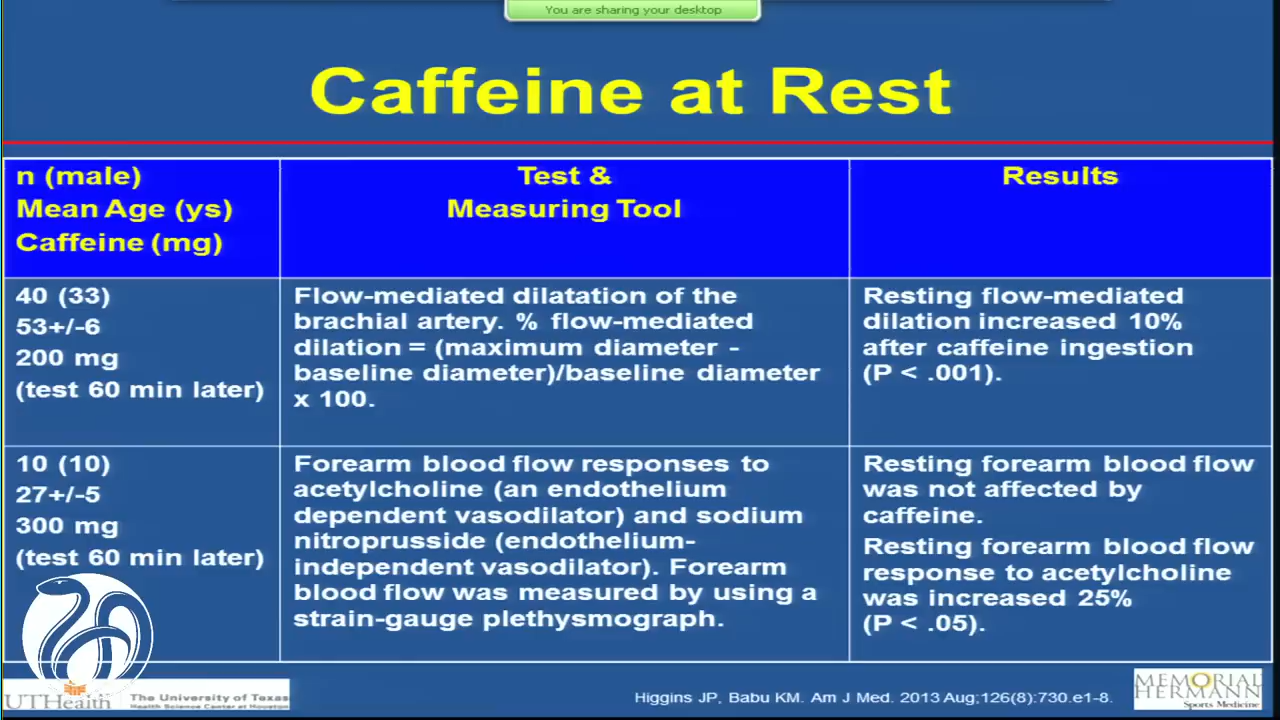 You are sharing your desktop
Caffeine at Rest
n (male)
Mean Age (ys)
Caffeine (mg)
Test &
Measuring Tool
Results
40 (33)
53+/-6
200 mg
(test 60 min later)
Flow-mediated dilatation of the
brachial artery. % flow-mediated
dilation = (maximum diameter -
baseline diameter)/baseline diameter
x 100.
Resting flow-mediated
dilation increased 10%
after caffeine ingestion
(P < .001).
10 (10)
27+/-5
300 mg
(test 60 min later)
Forearm blood flow responses to
acetylcholine (an endothelium
dependent vasodilator) and sodium
nitroprusside (endothelium-
independent vasodilator). Forearm
blood flow was measured by using a
strain-gauge plethysmograph.
Resting forearm blood flow
was not affected by
caffeine.
Resting forearm blood flow
response to acetylcholine
was increased 25%
(P < .05).
UTHealth
The University of Texas
Health Science Center at Houston
Higgins JP, Babu KM. Am J Med. 2013 Aug;126(8):730.e1-8.
MEMORIAL
HERMANN
Sports Medicine